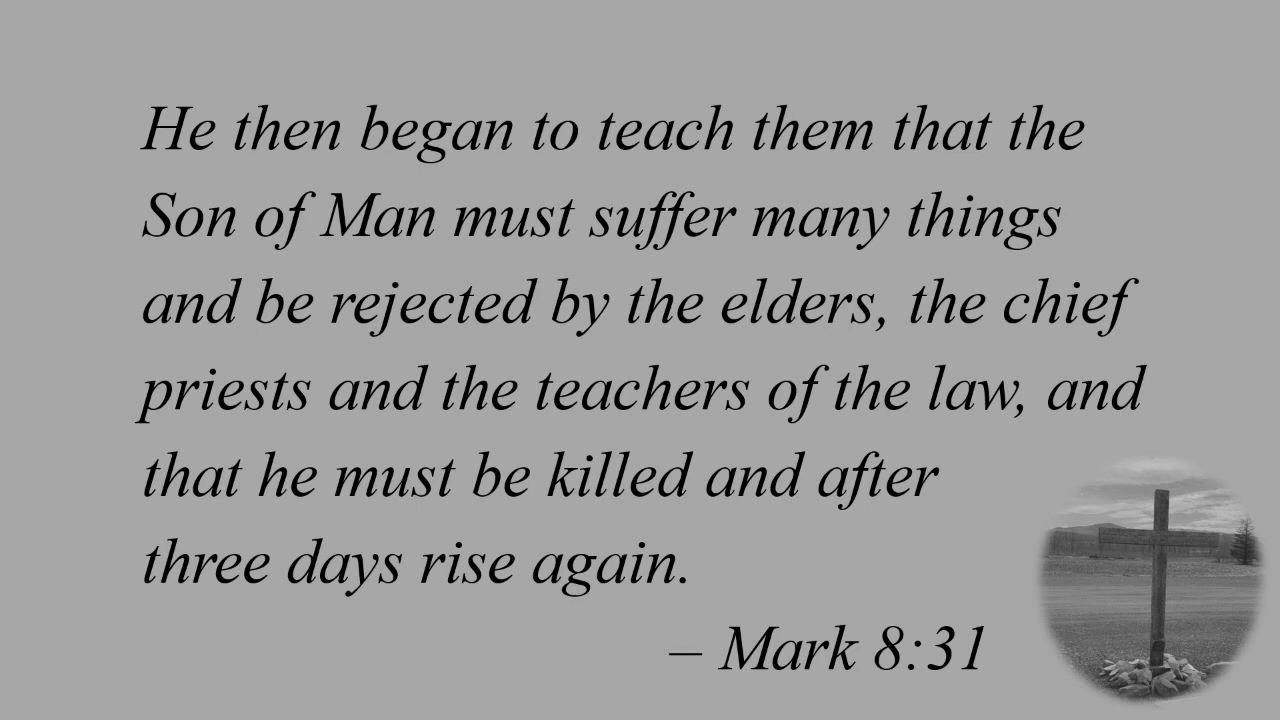 He then began to teach them that the
Son of Man must suffer many things
and be rejected by the elders, the chief
priests and the teachers of the law, and
that he must be killed and after
three days rise again.
– Mark 8:31